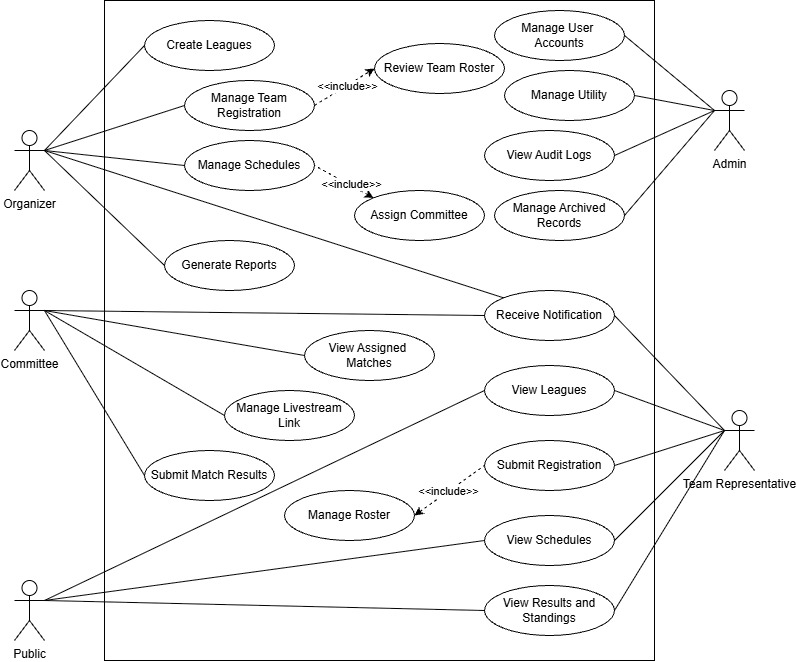 Create Leagues
Manage User
Accounts
Review Team Roster
<<include>>
Manage Team
Registration
Manage Utility
Manage Schedules
View Audit Logs
Admin
<<include>>
Organizer
Assign Committee
Manage Archived
Records
Generate Reports
Receive Notification
Committee
View Assigned
Matches
View Leagues
Manage Livestream
Link
Submit Match Results
Submit Registration
Team Representative
<<include>>
Manage Roster
View Schedules
View Results and
Standings
Public